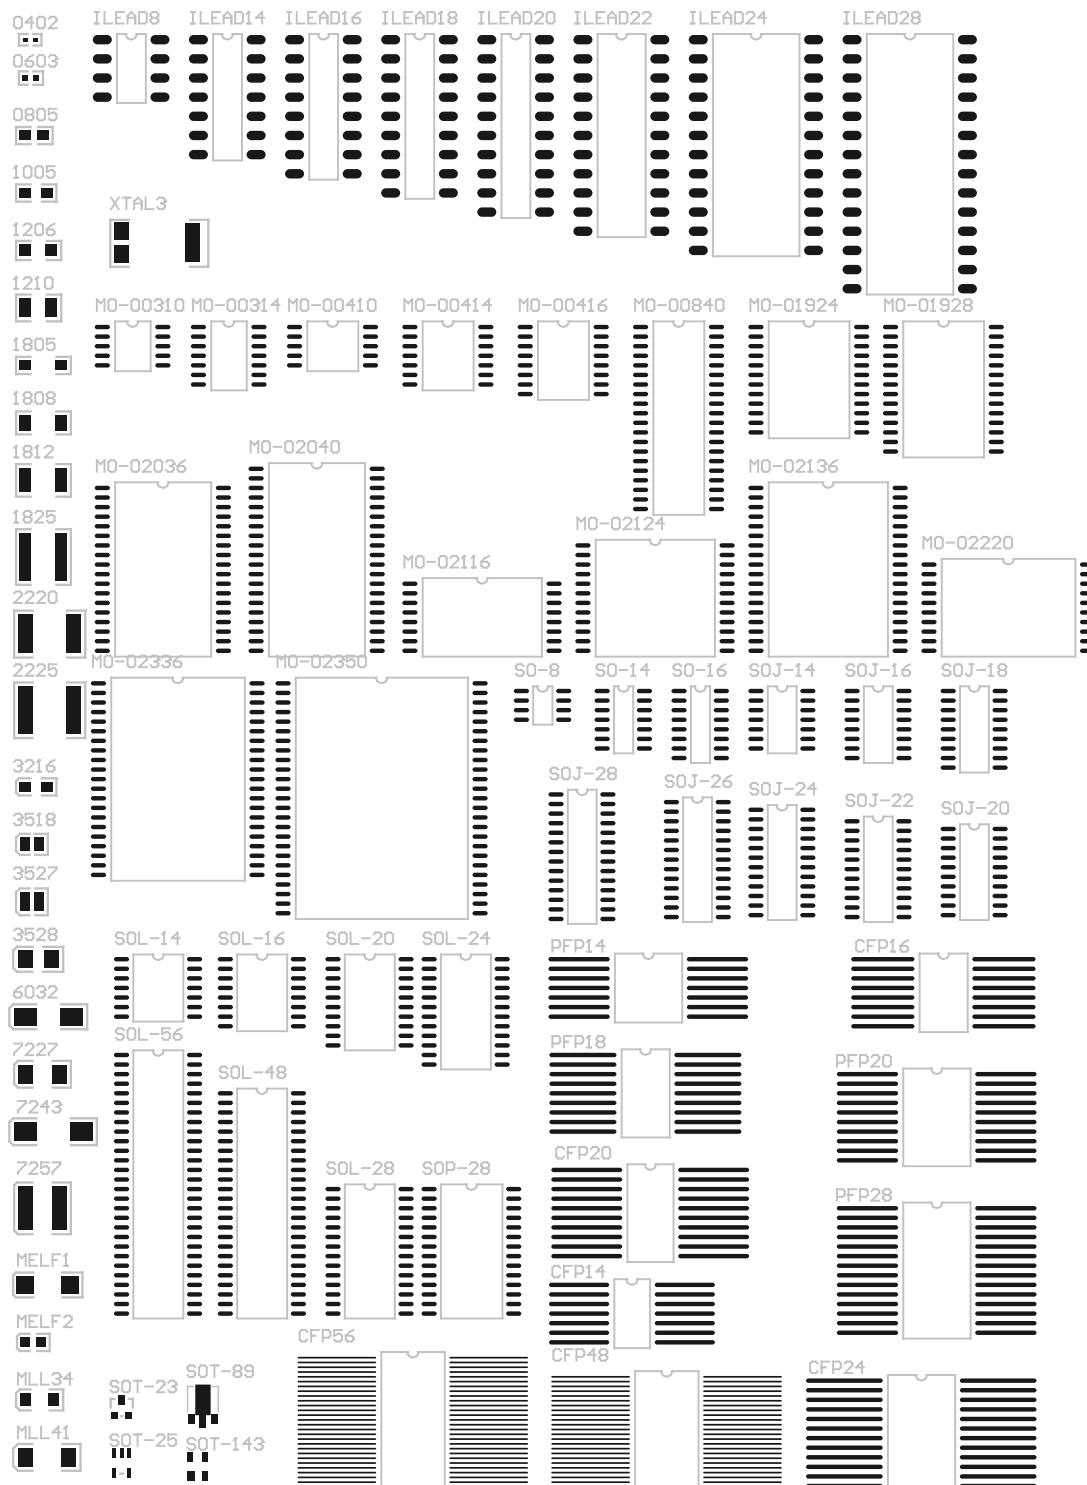 0402
ILEAD8
ILEAD14
ILEAD16
ILEAD18
ILEAD20
ILEAD22
ILEAD24
ILEAD28
0603
0805
1005
XTAL3
1206
1210
MO-00310
MO-00314
MO-00410
MO-00414
MO-00416
MO-00840
MO-01924
MO-01928
1805
1808
1812
MO-02036
MO-02040
MO-02136
1825
MO-02124
MO-02116
MO-02220
2220
2225
MO-02336
MO-02350
SO-8
SO-14
SO-16
SOJ-14
SOJ-16
SOJ-18
3216
SOJ-28
SOJ-26
SOJ-24
SOJ-22
SOJ-20
3518
3527
3528
SOL-14
SOL-16
SOL-20
SOL-24
PFP14
CFP16
6032
SOL-56
7227
SOL-48
PFP18
PFP20
7243
7257
SOL-28
SOP-28
CFP20
PFP28
MELF1
CFP14
MELF2
CFP56
CFP48
CFP24
MLL34
SOT-23
SOT-89
MLL41
SOT-25
SOT-143